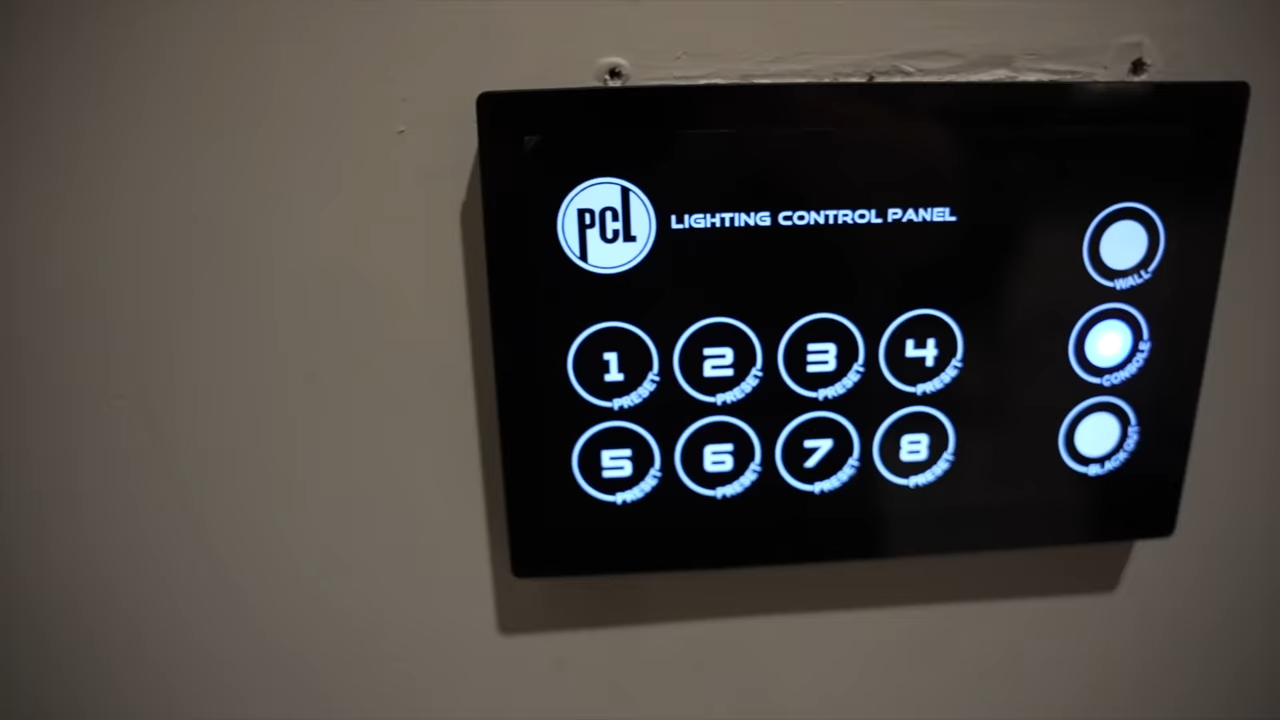 PCL
LIGHTING CONTROL PANEL
WALL
1 2 3 4
PRESET PRESET PRESET PRESET
CONSOLE
5 6 7 8
PRESET PRESET PRESET PRESET
BLACK OUT